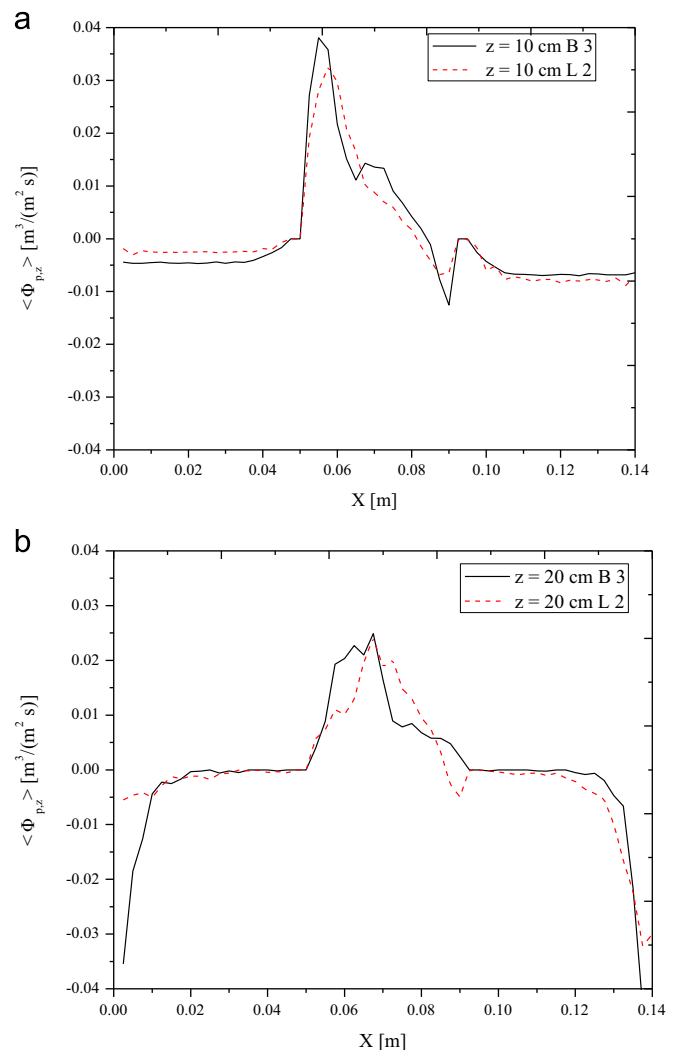 a
0.04
0.03
0.02
0.01
0.00
-0.01
-0.02
-0.03
-0.04
< Φ p,z > [m³/(m² s)]
z = 10 cm B 3
z = 10 cm L 2
0.00 0.02 0.04 0.06 0.08 0.10 0.12 0.14
X [m]
b
0.04
0.03
0.02
0.01
0.00
-0.01
-0.02
-0.03
-0.04
< Φ p,z > [m³/(m² s)]
z = 20 cm B 3
z = 20 cm L 2
0.00 0.02 0.04 0.06 0.08 0.10 0.12 0.14
X [m]